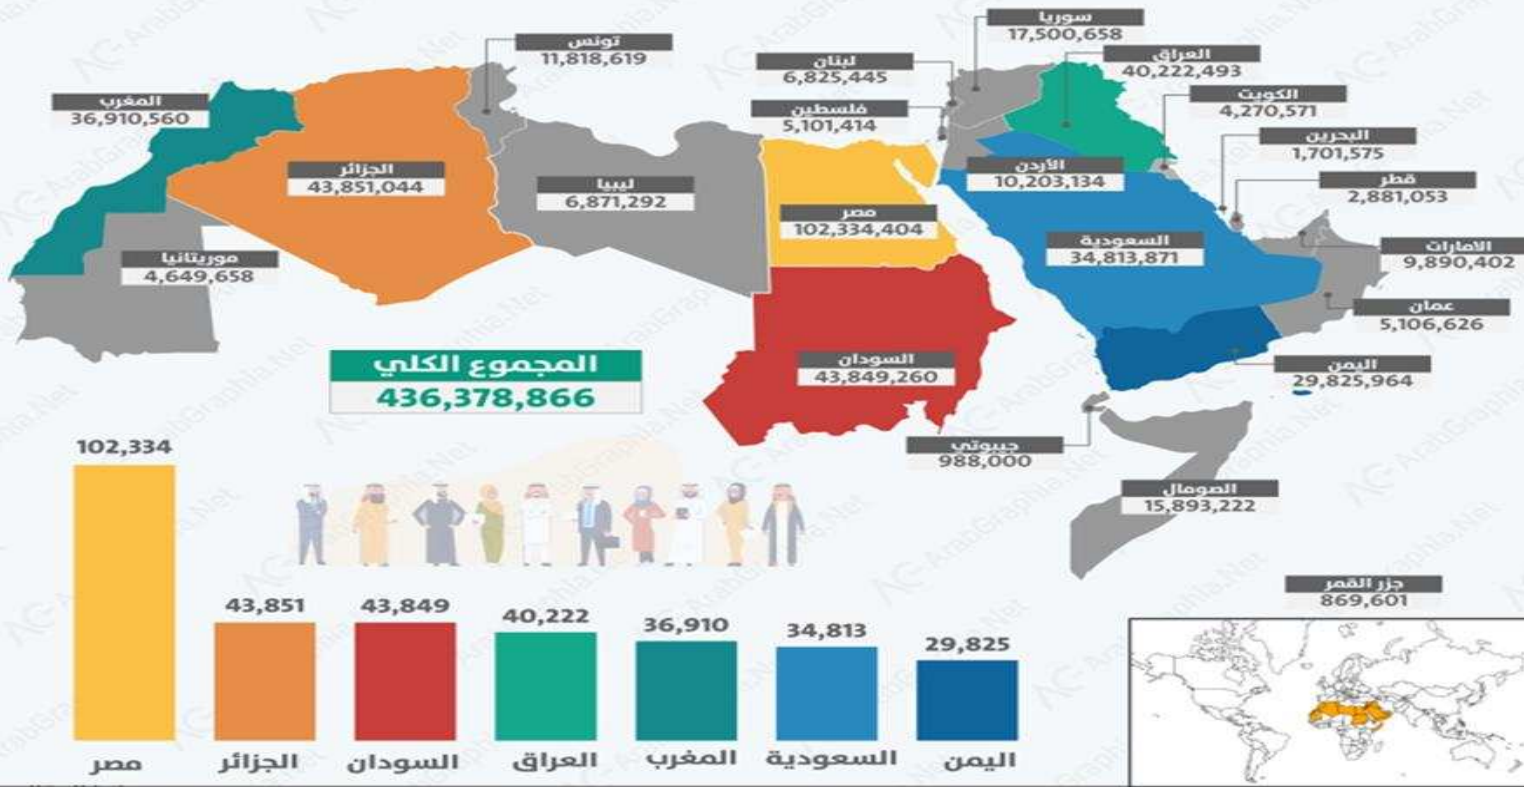 سوريا
17,500,658
تونس
11,818,619
لبنان
6,825,445
العراق
40,222,493
المغرب
36,910,560
فلسطين
5,101,414
الكويت
4,270,571
البحرين
1,701,575
الجزائر
43,851,044
ليبيا
6,871,292
الأردن
10,203,134
قطر
2,881,053
مصر
102,334,404
السعودية
34,813,871
الامارات
9,890,402
موريتانيا
4,649,658
عمان
5,106,626
المجموع الكلي
436,378,866
السودان
43,849,260
اليمن
29,825,964
جيبوتي
988,000
الصومال
15,893,222
جزر القمر
869,601
102,334
43,851
43,849
40,222
36,910
34,813
29,825
مصر
الجزائر
السودان
العراق
المغرب
السعودية
اليمن
AG-ArabGraphia.Net